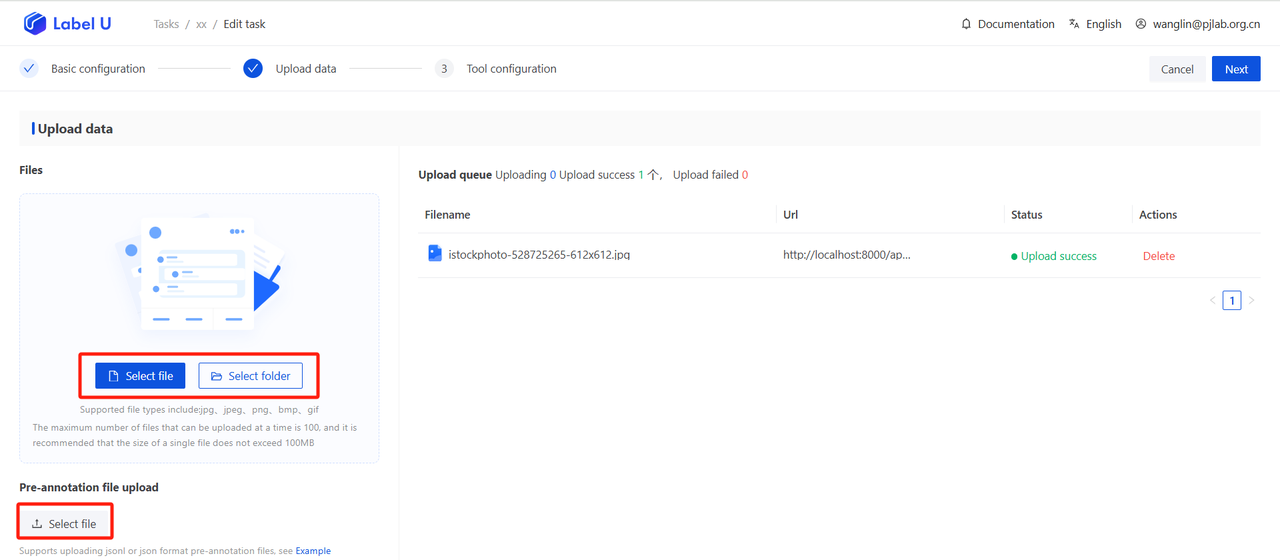 Label U
Tasks / xx / Edit task
Documentation English wanglin@pjlab.org.cn
Basic configuration Upload data 3 Tool configuration
Cancel Next
Upload data
Files
Select file Select folder
Supported file types include:jpg、jpeg、png、bmp、gif
The maximum number of files that can be uploaded at a time is 100, and it is
recommended that the size of a single file does not exceed 100MB
Pre-annotation file upload
Select file
Supports uploading jsonl or json format pre-annotation files, see Example
Upload queue Uploading 0 Upload success 1 个， Upload failed 0
Filename Url Status Actions
istockphoto-528725265-612x612.jpg http://localhost:8000/ap... Upload success Delete
< 1 >